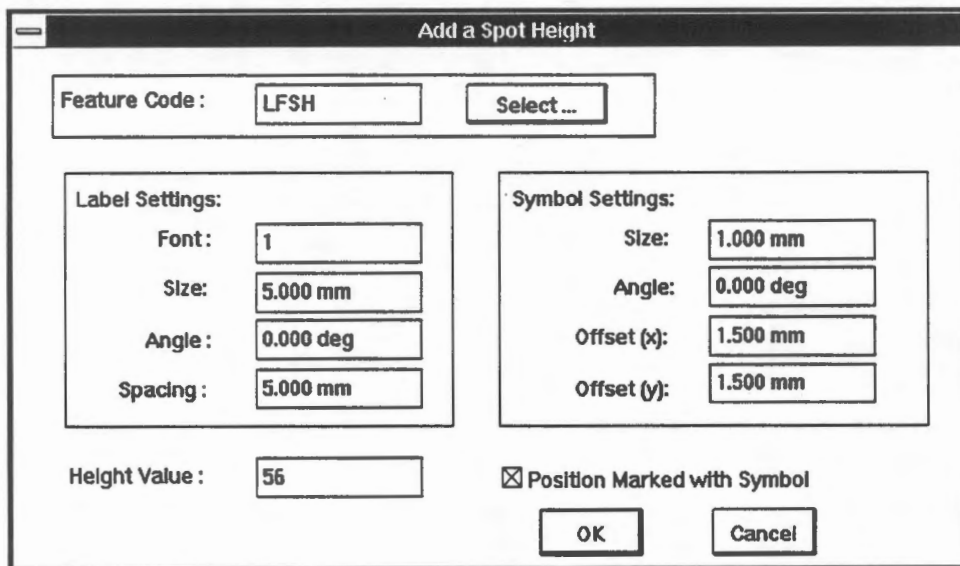 Add a Spot Height
Feature Code : LFSH Select ...
Label Settings:
Font : 1
Size: 5.000 mm
Angle : 0.000 deg
Spacing : 5.000 mm
Symbol Settings:
Size: 1.000 mm
Angle: 0.000 deg
Offset (x): 1.500 mm
Offset (y): 1.500 mm
Height Value : 56
Position Marked with Symbol
OK Cancel